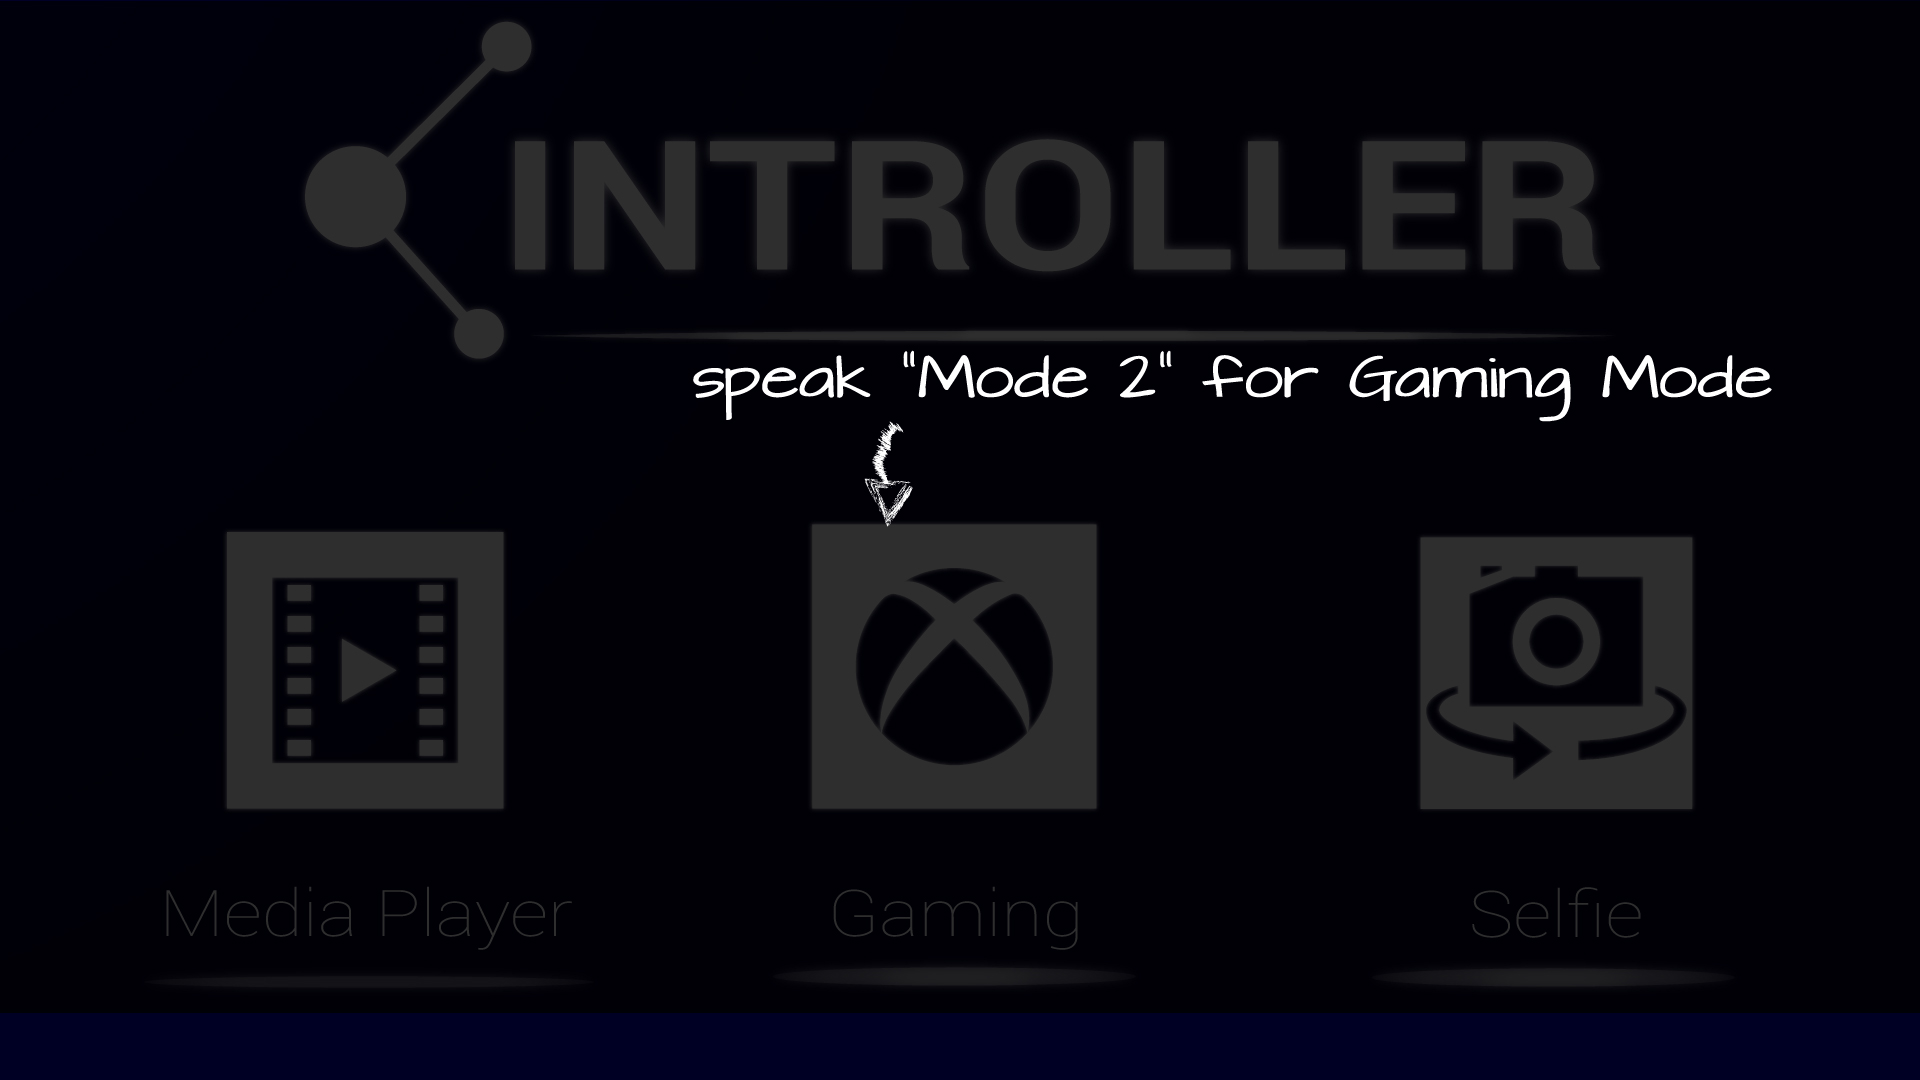 INTROLLER
speak "Mode 2" for Gaming Mode
Media Player
Gaming
Selfie